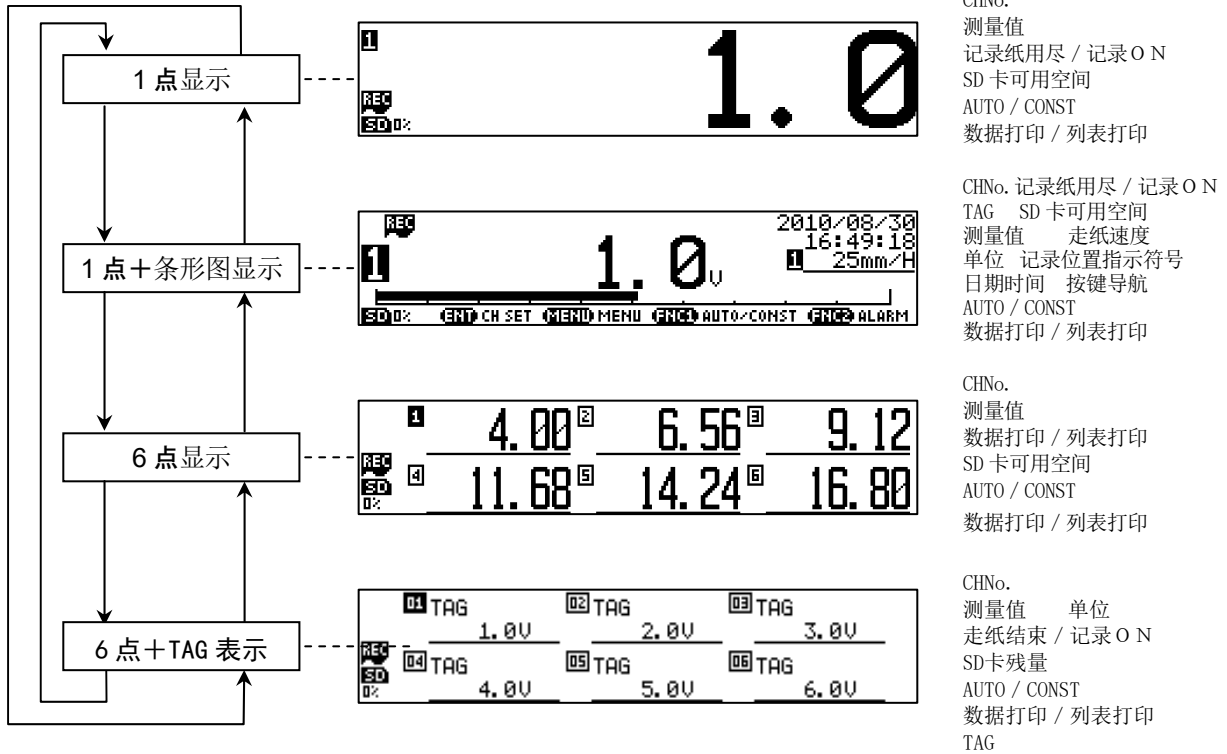 CHNo.
测量值
记录纸用尽／记录ＯＮ
SD 卡可用空间
AUTO／CONST
数据打印／列表打印
1 点显示
1
REC
SD 0%
1.0
CHNo. 记录纸用尽／记录ＯＮ
TAG SD 卡可用空间
测量值 走纸速度
单位 记录位置指示符号
日期时间 按键导航
AUTO／CONST
数据打印／列表打印
1 点＋条形图显示
REC
2010/08/30
16:49:18
1 1.0V 1 25mm/H
SD 0% ENT CH SET MENU MENU FNC1 AUTO/CONST FNC2 ALARM
CHNo.
测量值
数据打印／列表打印
SD 卡可用空间
AUTO／CONST
数据打印／列表打印
6 点显示
1 4.00 2 6.56 3 9.12
REC
SD
0%
4 11.68 5 14.24 6 16.80
CHNo.
测量值 单位
走纸结束／记录ＯＮ
SD卡残量
AUTO／CONST
数据打印／列表打印
TAG
6 点＋TAG 表示
01 TAG 02 TAG 03 TAG
1.0V 2.0V 3.0V
REC
SD
0%
04 TAG 05 TAG 06 TAG
4.0V 5.0V 6.0V